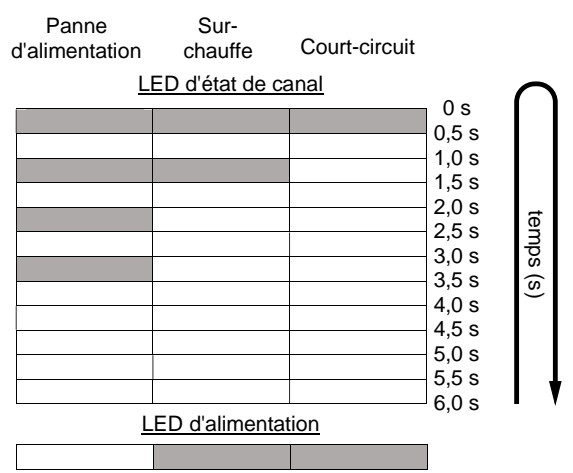 Panne
d'alimentation
Sur-
chauffe
Court-circuit
LED d'état de canal
0 s
0,5 s
1,0 s
1,5 s
2,0 s
2,5 s
3,0 s
3,5 s
4,0 s
4,5 s
5,0 s
5,5 s
6,0 s
temps (s)
LED d'alimentation